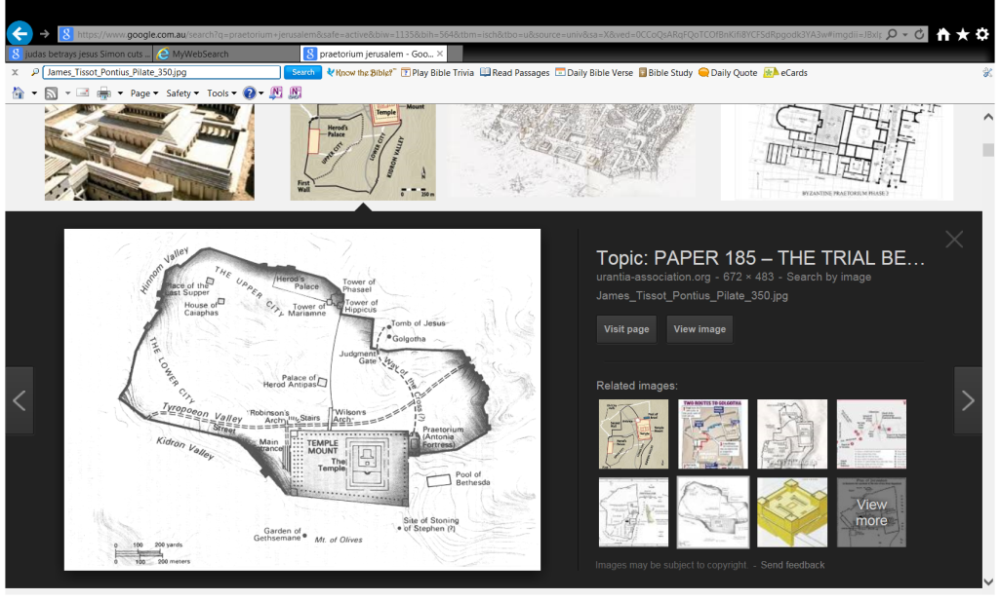 https://www.google.com.au/search?q=praetorium+jerusalem&safe=active&biw=1135&bih=564&tbm=isch&tbo=u&source=univ&sa=X&ved=
judas betrays jesus Simon cuts ...
MyWebSearch
praetorium jerusalem - Goo...
James_Tissot_Pontius_Pilate_350.jpg
Search
Know the Bible?
Play Bible Trivia
Read Passages
Daily Bible Verse
Bible Study
Daily Quote
eCards
Page
Safety
Tools
Mount
Temple
Herod's
Palace
UPPER CITY
LOWER CITY
KIDRON VALLEY
First
Wall
0 250 m
BYZANTINE PRAETORIUM PHASE 2
Hinnom Valley
THE UPPER CITY
Place of the
Last Supper
House of
Caiaphas
Herod's
Palace
Tower of
Phasael
Tower of
Mariamne
Tower of
Hippicus
Tomb of Jesus
Golgotha
Judgment
Gate
Way of the Cross (?)
THE LOWER CITY
Palace of
Herod Antipas
Tyropoeon Valley
Street
Robinson's
Arch
Stairs
Wilson's
Arch
Kidron Valley
Main
Entrance
TEMPLE
MOUNT
The
Temple
Praetorium
(Antonia
Fortress)
Pool of
Bethesda
Site of Stoning
of Stephen (?)
Garden of
Gethsemane
Mt. of Olives
0 100 200 yards
0 100 200 meters
Topic: PAPER 185 – THE TRIAL BE...
urantia-association.org - 672 × 483 - Search by image
James_Tissot_Pontius_Pilate_350.jpg
Visit page
View image
Related images:
TWO ROUTES TO GOLGOTHA
View
more
Images may be subject to copyright. - Send feedback